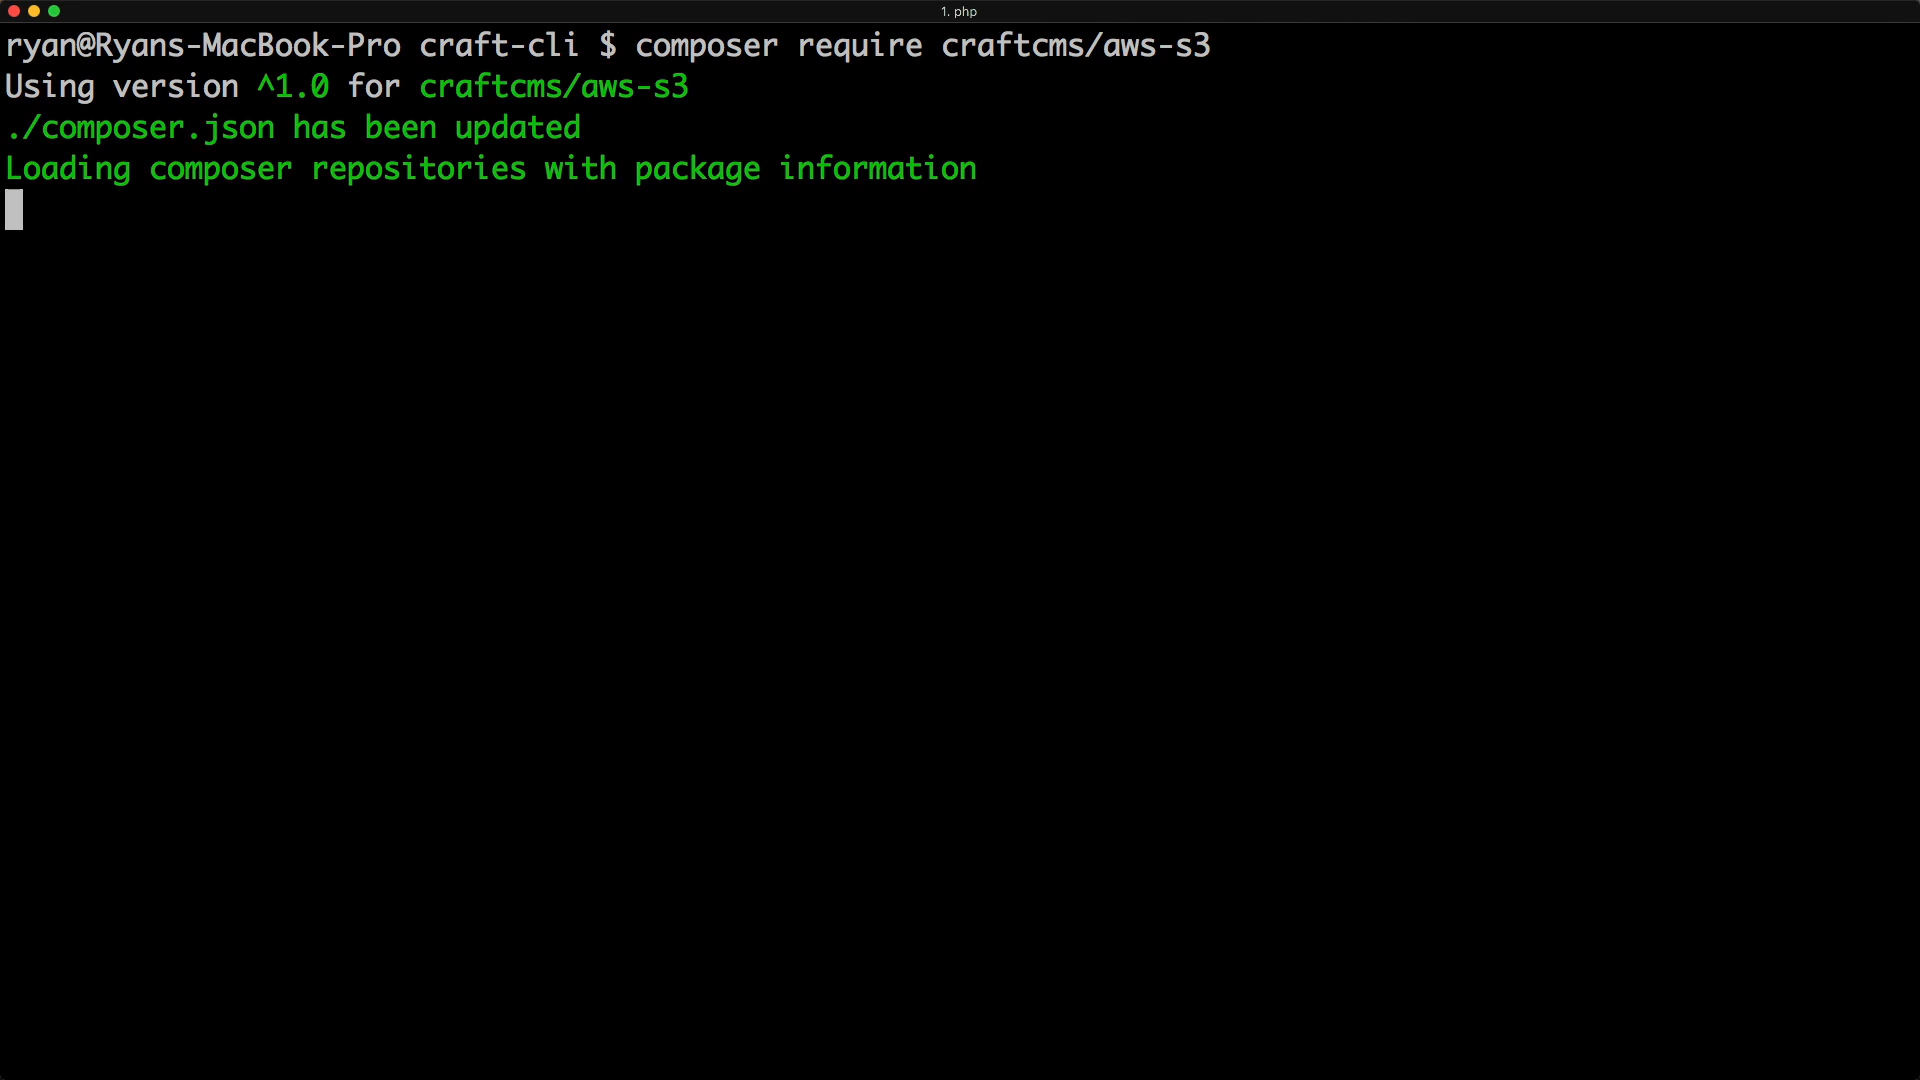 1. php
ryan@Ryans-MacBook-Pro craft-cli $ composer require craftcms/aws-s3
Using version ^1.0 for craftcms/aws-s3
./composer.json has been updated
Loading composer repositories with package information